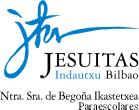 JESUITAS
Indautxu Bilbao
Ntra. Sra. de Begoña Ikastetxea
Paraescolares